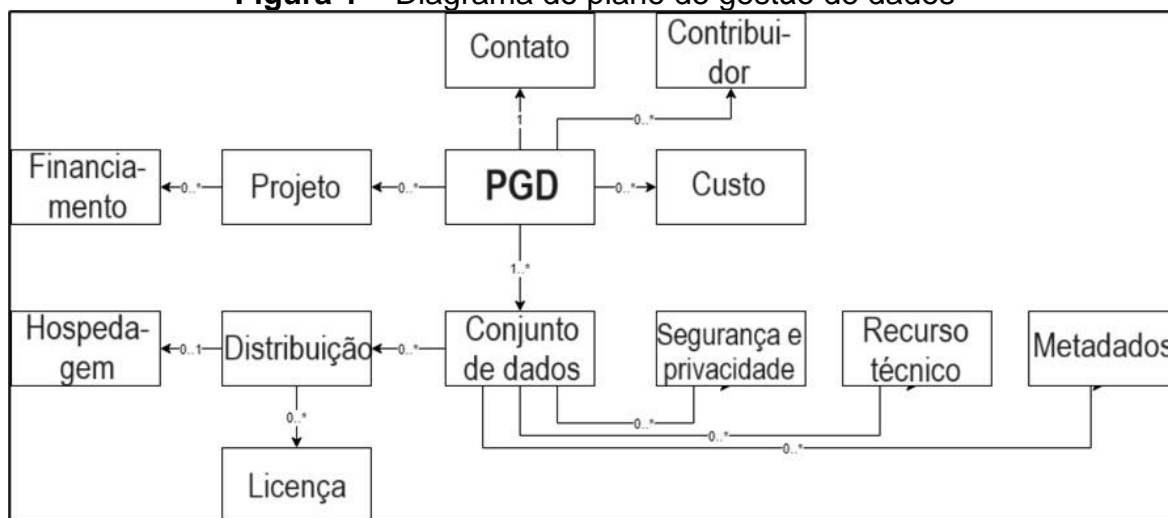 Figura 1 – Diagrama do plano de gestão de dados
Contato
Contribui-
dor
1
0..*
Financia-
mento
0..*
Projeto
0..*
PGD
0..*
Custo
1..*
Hospeda-
gem
0..1
Distribuição
0..*
Conjunto
de dados
Segurança e
privacidade
Recurso
técnico
Metadados
0..*
0..*
0..*
0..*
Licença